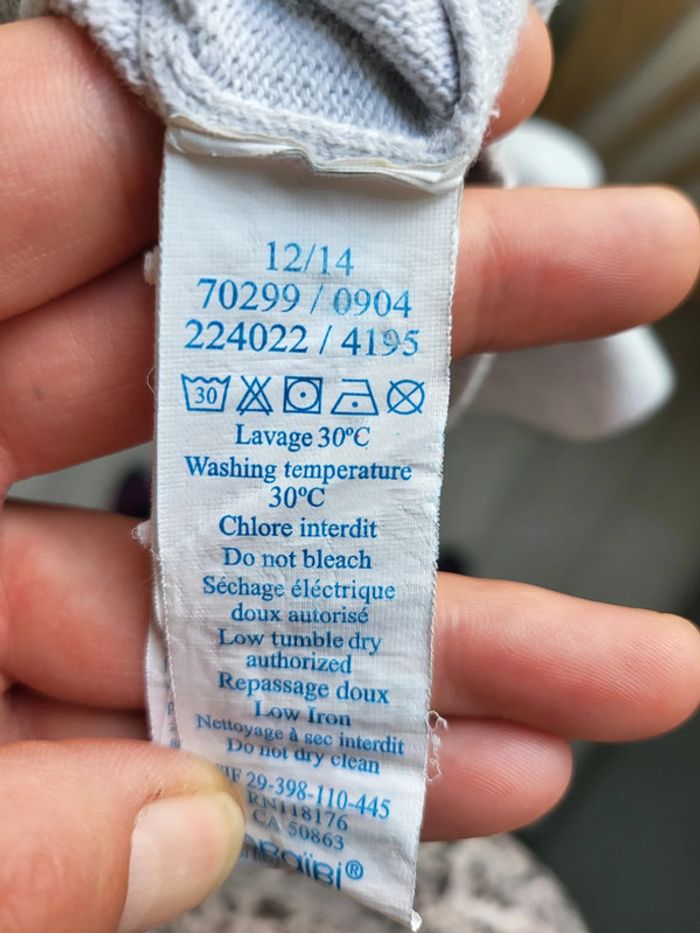 12/14
70299 / 0904
224022 / 4195
30
Lavage 30ºC
Washing temperature
30ºC
Chlore interdit
Do not bleach
Séchage éléctrique
doux autorisé
Low tumble dry
authorized
Repassage doux
Low Iron
Nettoyage à sec interdit
Do not dry clean
29-398-110-445
RN118176
CA 50863